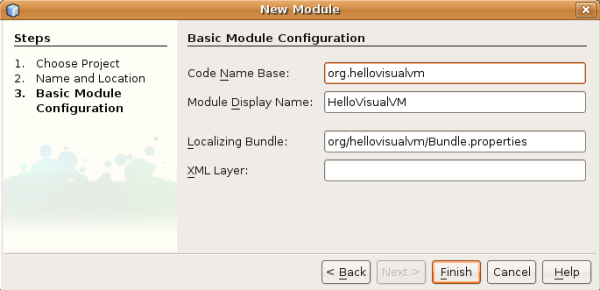 New Module
Steps
1. Choose Project
2. Name and Location
3. Basic Module
Configuration
Basic Module Configuration
Code Name Base: org.hellovisualvm
Module Display Name: HelloVisualVM
Localizing Bundle: org/hellovisualvm/Bundle.properties
XML Layer:
< Back Next > Finish Cancel Help